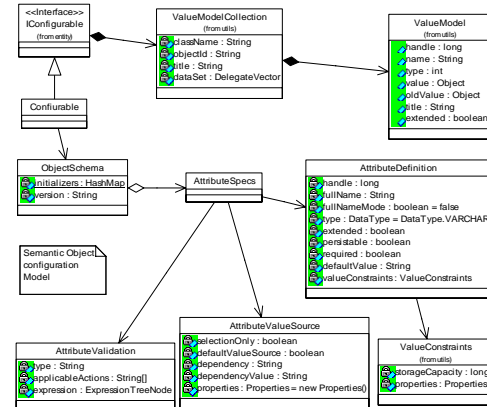 <<Interface>>
IConfigurable
(from entity)
ValueModelCollection
(from utils)
className : String
objectId : String
title : String
dataSet : DelegateVector
ValueModel
(from utils)
handle : long
name : String
type : int
value : Object
oldValue : Object
title : String
extended : boolean
Confiurable
ObjectSchema
initializers : HashMap
version : String
AttributeSpecs
AttributeDefinition
handle : long
fullName : String
fullNameMode : boolean = false
type : DataType = DataType.VARCHAR
extended : boolean
persistable : boolean
required : boolean
defaultValue : String
valueConstraints : ValueConstraints
Semantic Object
configuration
Model
AttributeValidation
type : String
applicableActions : String[]
expression : ExpressionTreeNode
AttributeValueSource
selectionOnly : boolean
defaultValueSource : boolean
dependency : String
dependencyValue : String
properties : Properties = new Properties()
ValueConstraints
(from utils)
storageCapacity : long
properties : Properties